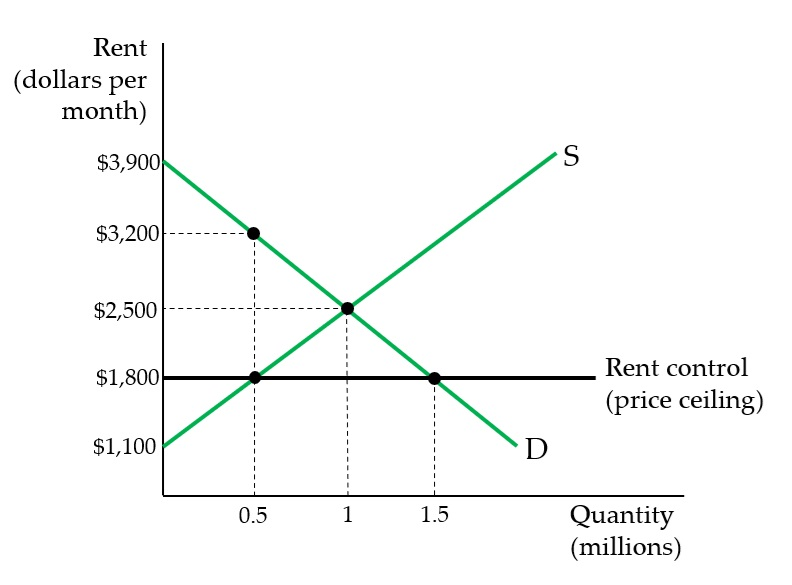 Rent
(dollars per
month)
$3,900
S
$3,200
$2,500
$1,800
Rent control
(price ceiling)
$1,100
D
0.5
1
1.5
Quantity
(millions)